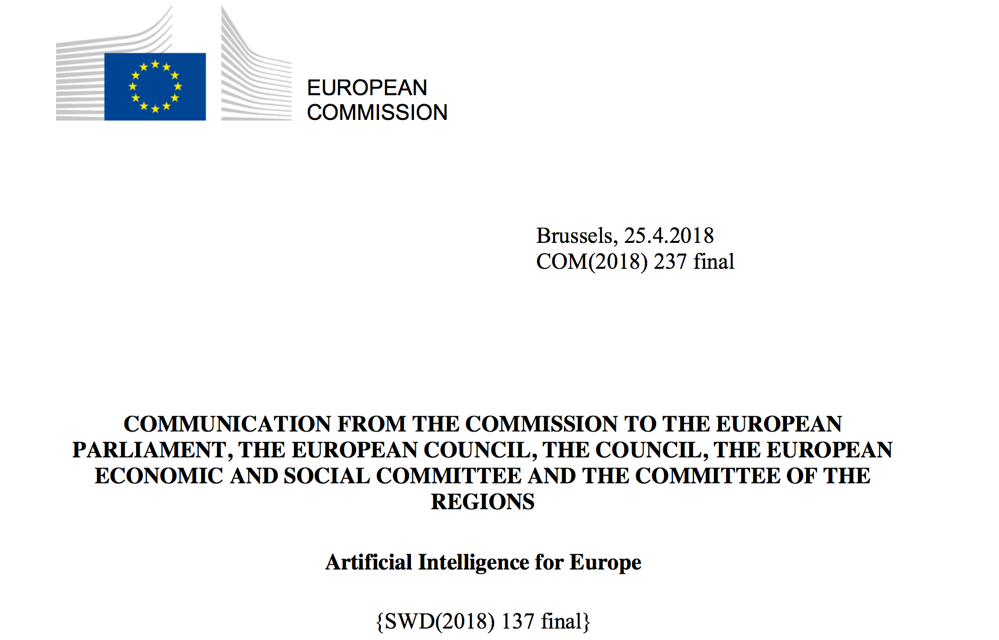 EUROPEAN
COMMISSION
Brussels, 25.4.2018
COM(2018) 237 final
COMMUNICATION FROM THE COMMISSION TO THE EUROPEAN
PARLIAMENT, THE EUROPEAN COUNCIL, THE COUNCIL, THE EUROPEAN
ECONOMIC AND SOCIAL COMMITTEE AND THE COMMITTEE OF THE
REGIONS
Artificial Intelligence for Europe
{SWD(2018) 137 final}